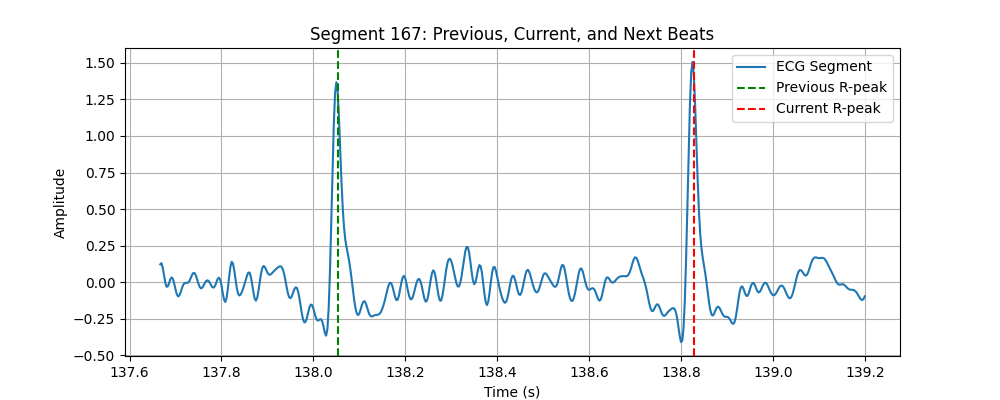 Segment 167: Previous, Current, and Next Beats
ECG Segment
Previous R-peak
Current R-peak
1.50
1.25
1.00
0.75
0.50
0.25
0.00
−0.25
−0.50
Amplitude
137.6 137.8 138.0 138.2 138.4 138.6 138.8 139.0 139.2
Time (s)